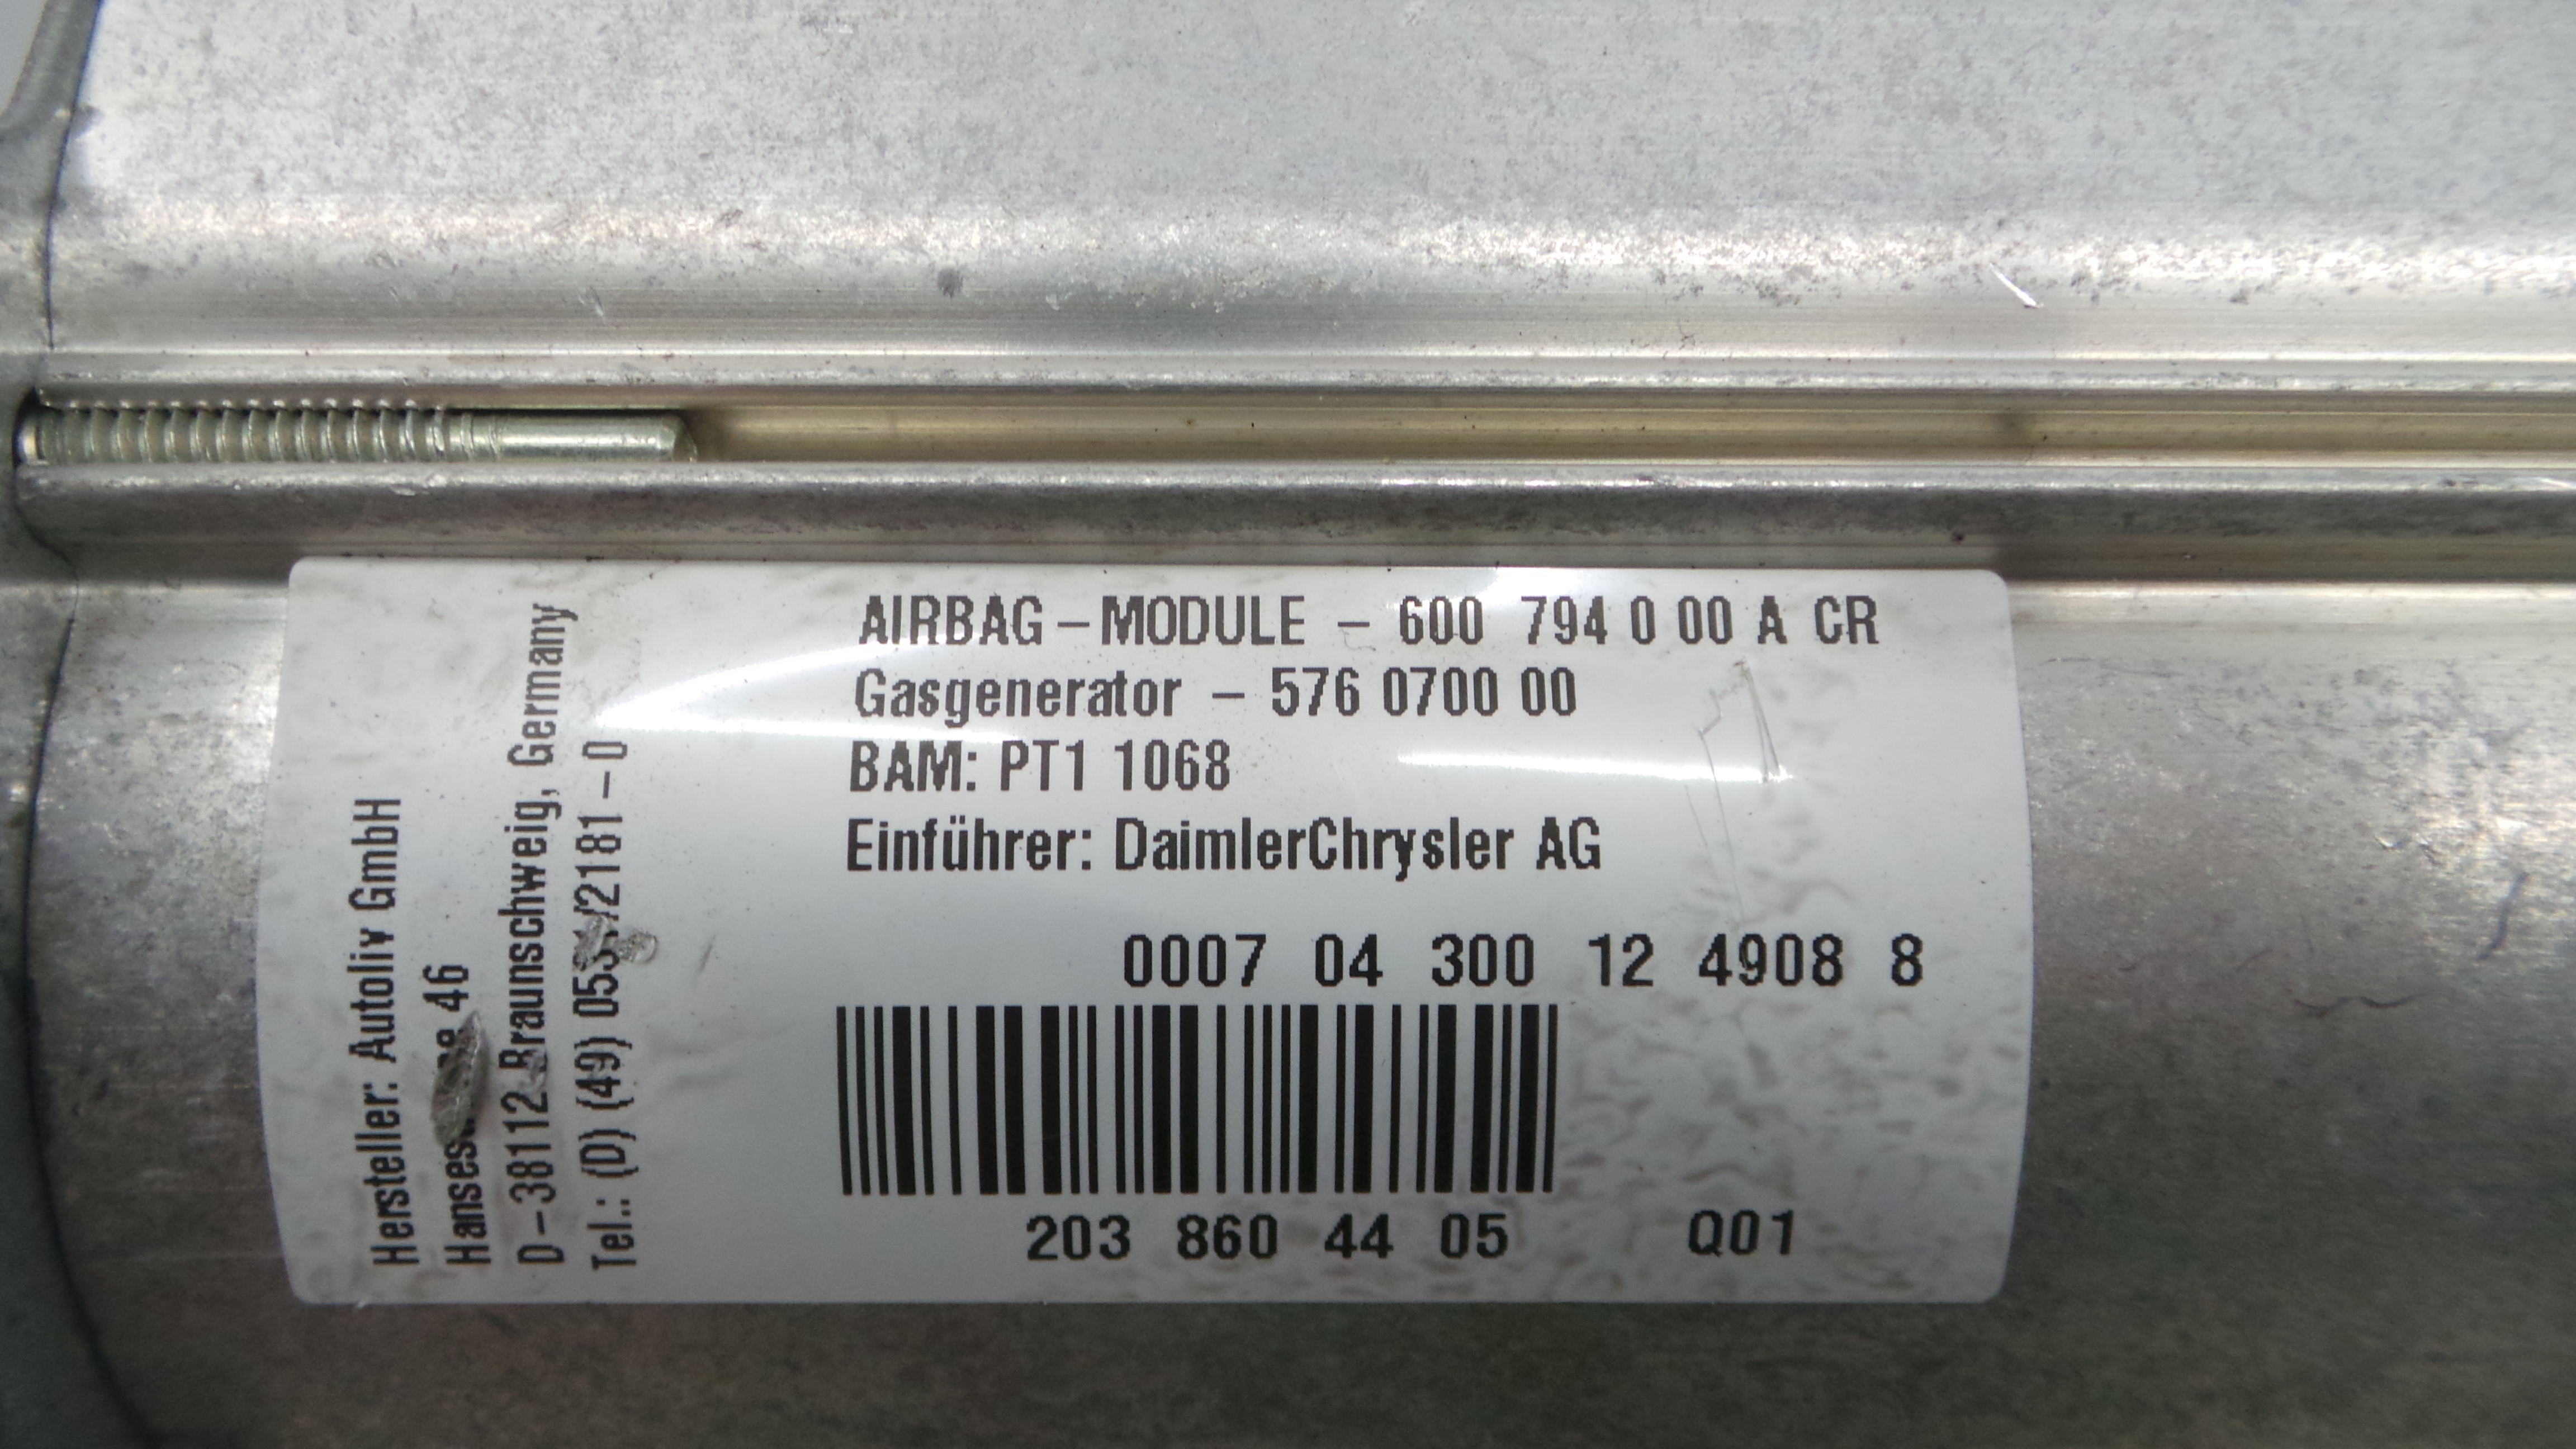 AIRBAG – MODULE – 600 794 0 00 A CR
Gasgenerator – 576 0700 00
BAM: PT1 1068
Einführer: DaimlerChrysler AG
0007 04 300 12 4908 8
203 860 44 05 Q01
Hersteller: Autoliv GmbH
46
D – 38112 Braunschweig, Germany
Tel.: (D) (49) 0531/2181 – 0